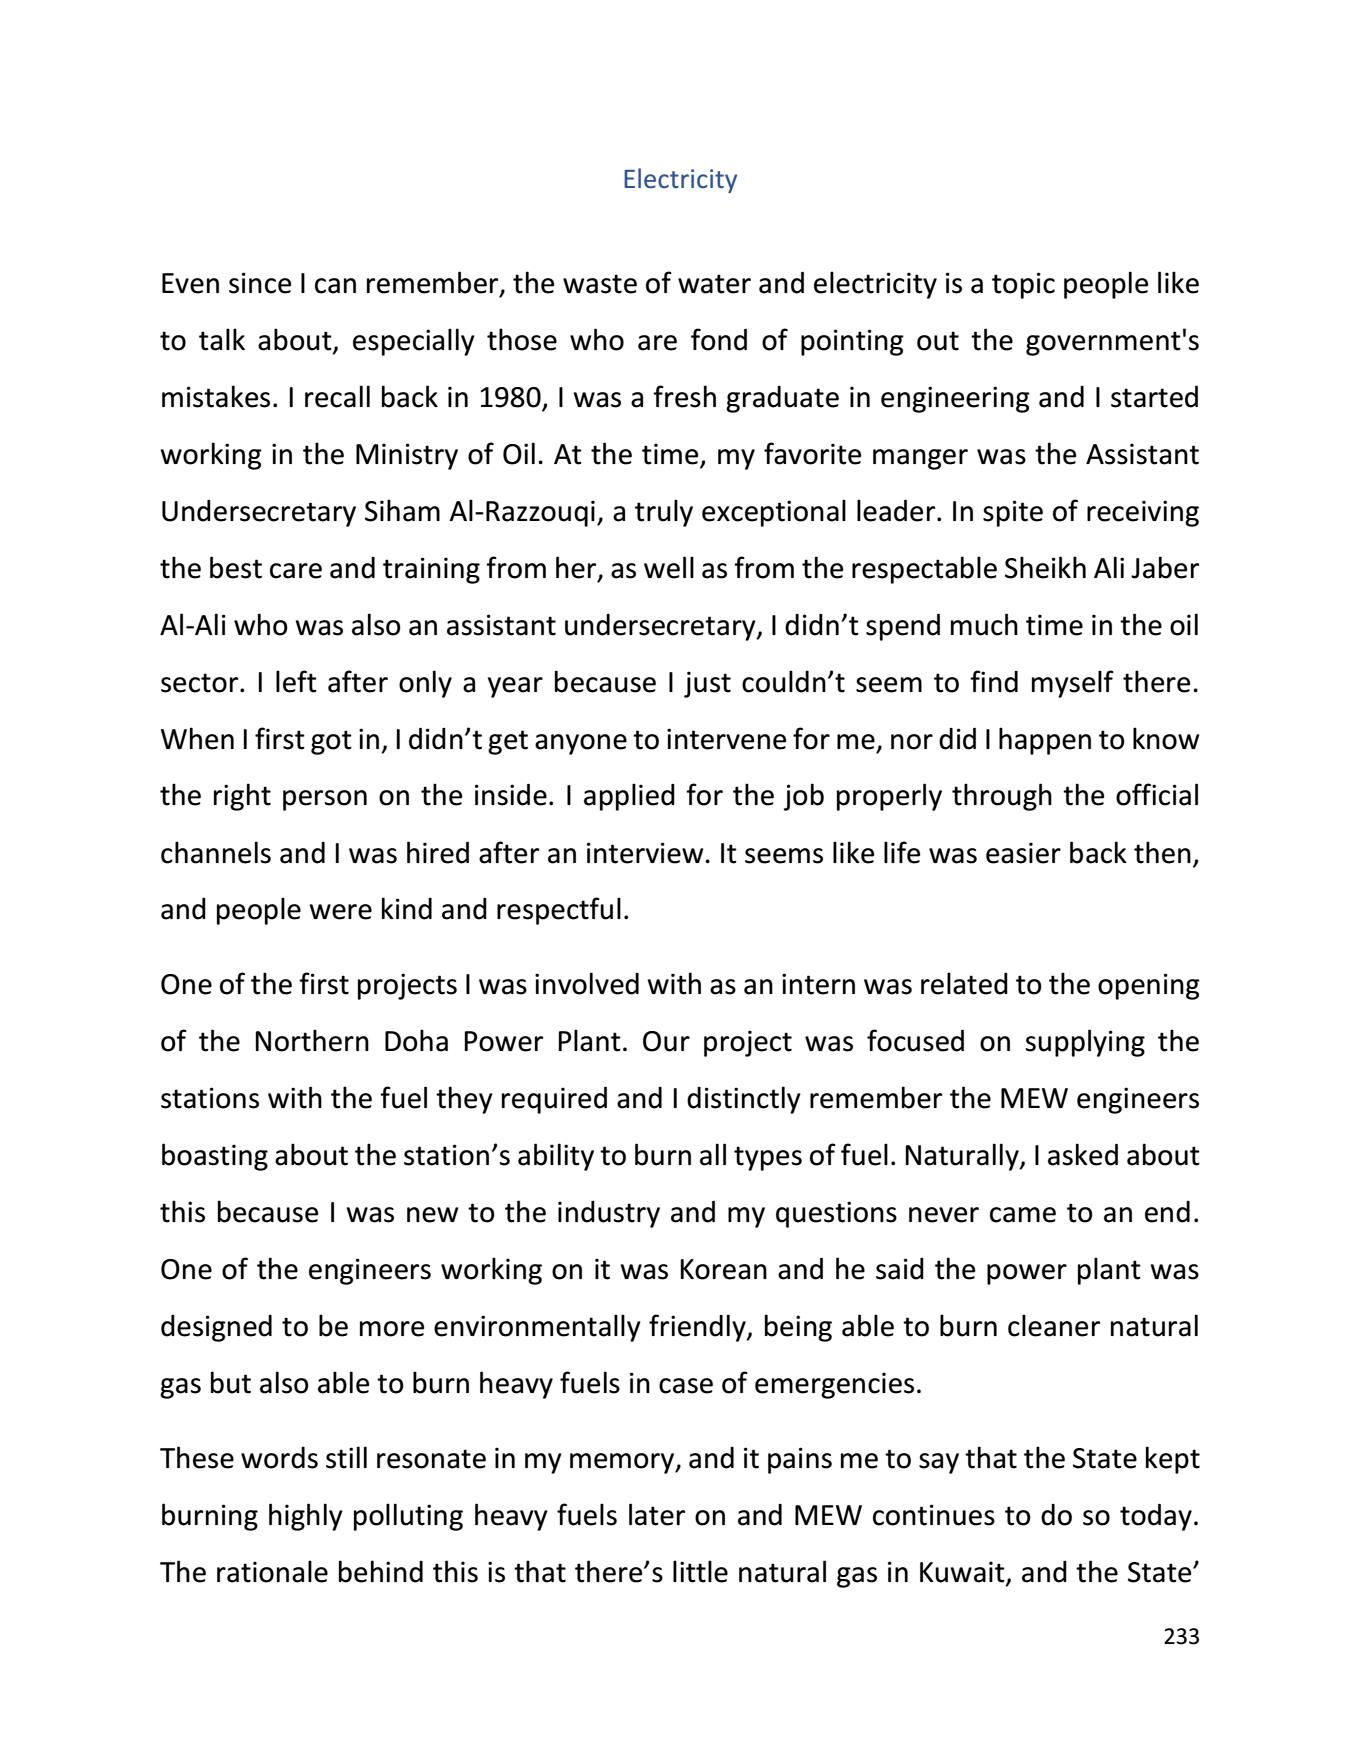 Electricity
Even since I can remember, the waste of water and electricity is a topic people like
to talk about, especially those who are fond of pointing out the government's
mistakes. I recall back in 1980, I was a fresh graduate in engineering and I started
working in the Ministry of Oil. At the time, my favorite manger was the Assistant
Undersecretary Siham Al-Razzouqi, a truly exceptional leader. In spite of receiving
the best care and training from her, as well as from the respectable Sheikh Ali Jaber
Al-Ali who was also an assistant undersecretary, I didn’t spend much time in the oil
sector. I left after only a year because I just couldn’t seem to find myself there.
When I first got in, I didn’t get anyone to intervene for me, nor did I happen to know
the right person on the inside. I applied for the job properly through the official
channels and I was hired after an interview. It seems like life was easier back then,
and people were kind and respectful.
One of the first projects I was involved with as an intern was related to the opening
of the Northern Doha Power Plant. Our project was focused on supplying the
stations with the fuel they required and I distinctly remember the MEW engineers
boasting about the station’s ability to burn all types of fuel. Naturally, I asked about
this because I was new to the industry and my questions never came to an end.
One of the engineers working on it was Korean and he said the power plant was
designed to be more environmentally friendly, being able to burn cleaner natural
gas but also able to burn heavy fuels in case of emergencies.
These words still resonate in my memory, and it pains me to say that the State kept
burning highly polluting heavy fuels later on and MEW continues to do so today.
The rationale behind this is that there’s little natural gas in Kuwait, and the State’
233